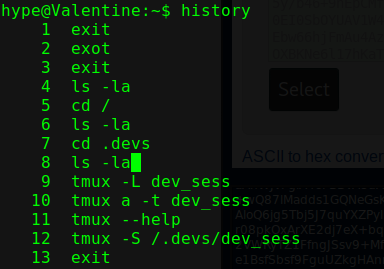 hype@Valentine:~$ history
1 exit
2 exot
3 exit
4 ls -la
5 cd /
6 ls -la
7 cd .devs
8 ls -la
9 tmux -L dev_sess
10 tmux a -t dev_sess
11 tmux --help
12 tmux -S /.devs/dev_sess
13 exit
Select
ASCII to hex conver